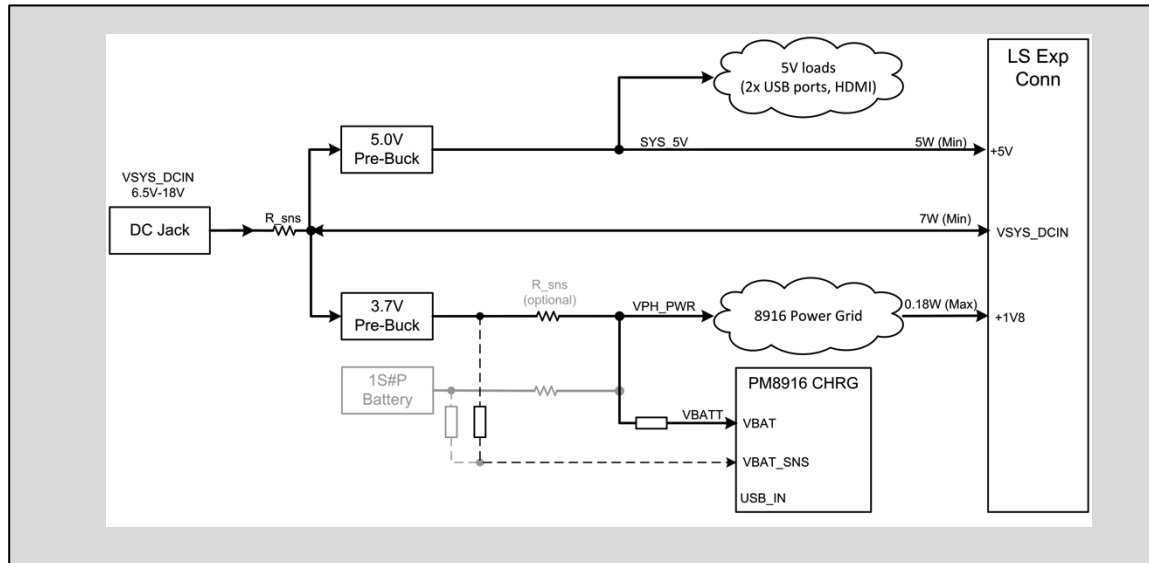 LS Exp
Conn
5V loads
(2x USB ports, HDMI)
5.0V
Pre-Buck
SYS_5V
5W (Min)
+5V
VSYS_DCIN
6.5V-18V
DC Jack
R_sns
7W (Min)
VSYS_DCIN
3.7V
Pre-Buck
R_sns
(optional)
VPH_PWR
8916 Power Grid
0.18W (Max)
+1V8
1S#P
Battery
PM8916 CHRG
VBATT
VBAT
VBAT_SNS
USB_IN